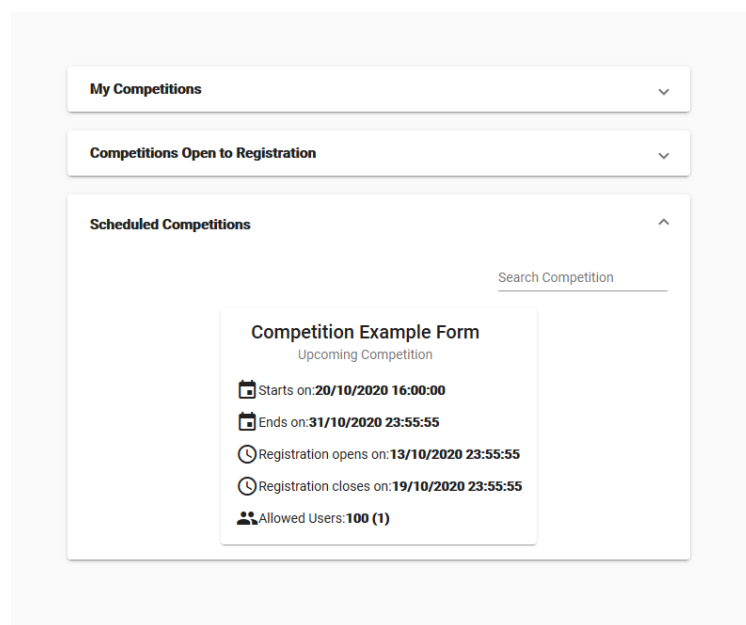 My Competitions
Competitions Open to Registration
Scheduled Competitions
Search Competition
Competition Example Form
Upcoming Competition
Starts on:20/10/2020 16:00:00
Ends on:31/10/2020 23:55:55
Registration opens on:13/10/2020 23:55:55
Registration closes on:19/10/2020 23:55:55
Allowed Users:100 (1)